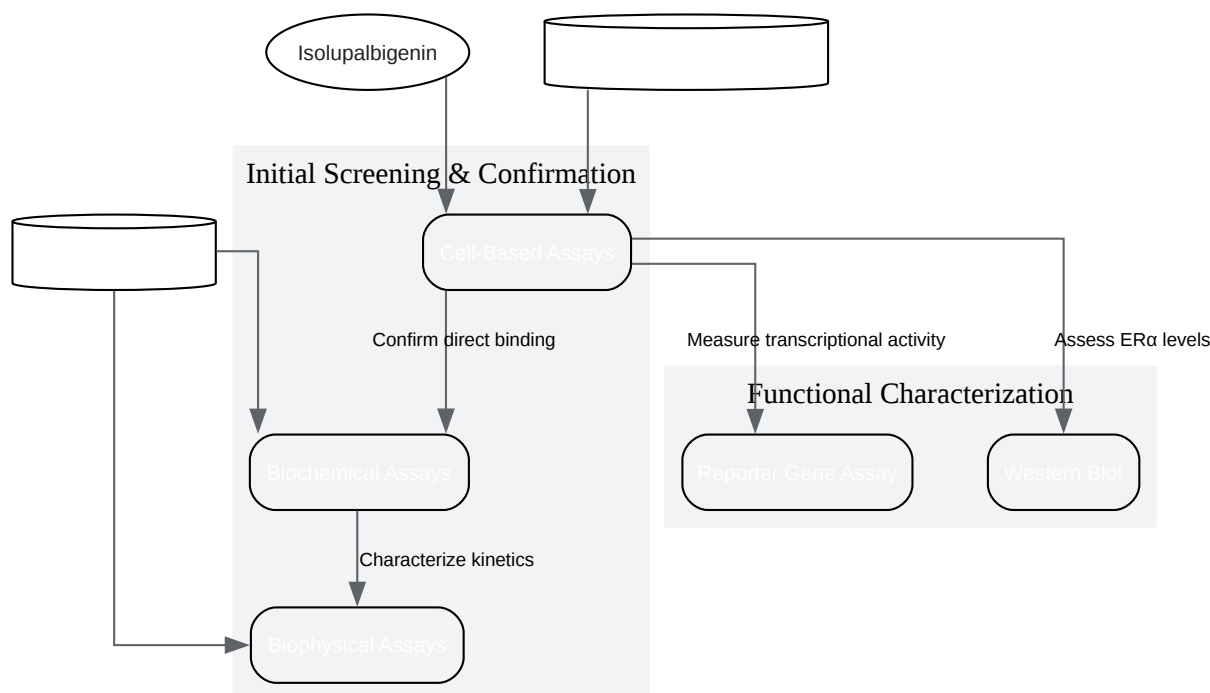 Isolupalbigenin
Initial Screening & Confirmation
Cell-Based Assays
Confirm direct binding
Measure transcriptional activity
Assess ERα levels
Functional Characterization
Biochemical Assays
Reporter Gene Assay
Western Blot
Characterize kinetics
Biophysical Assays